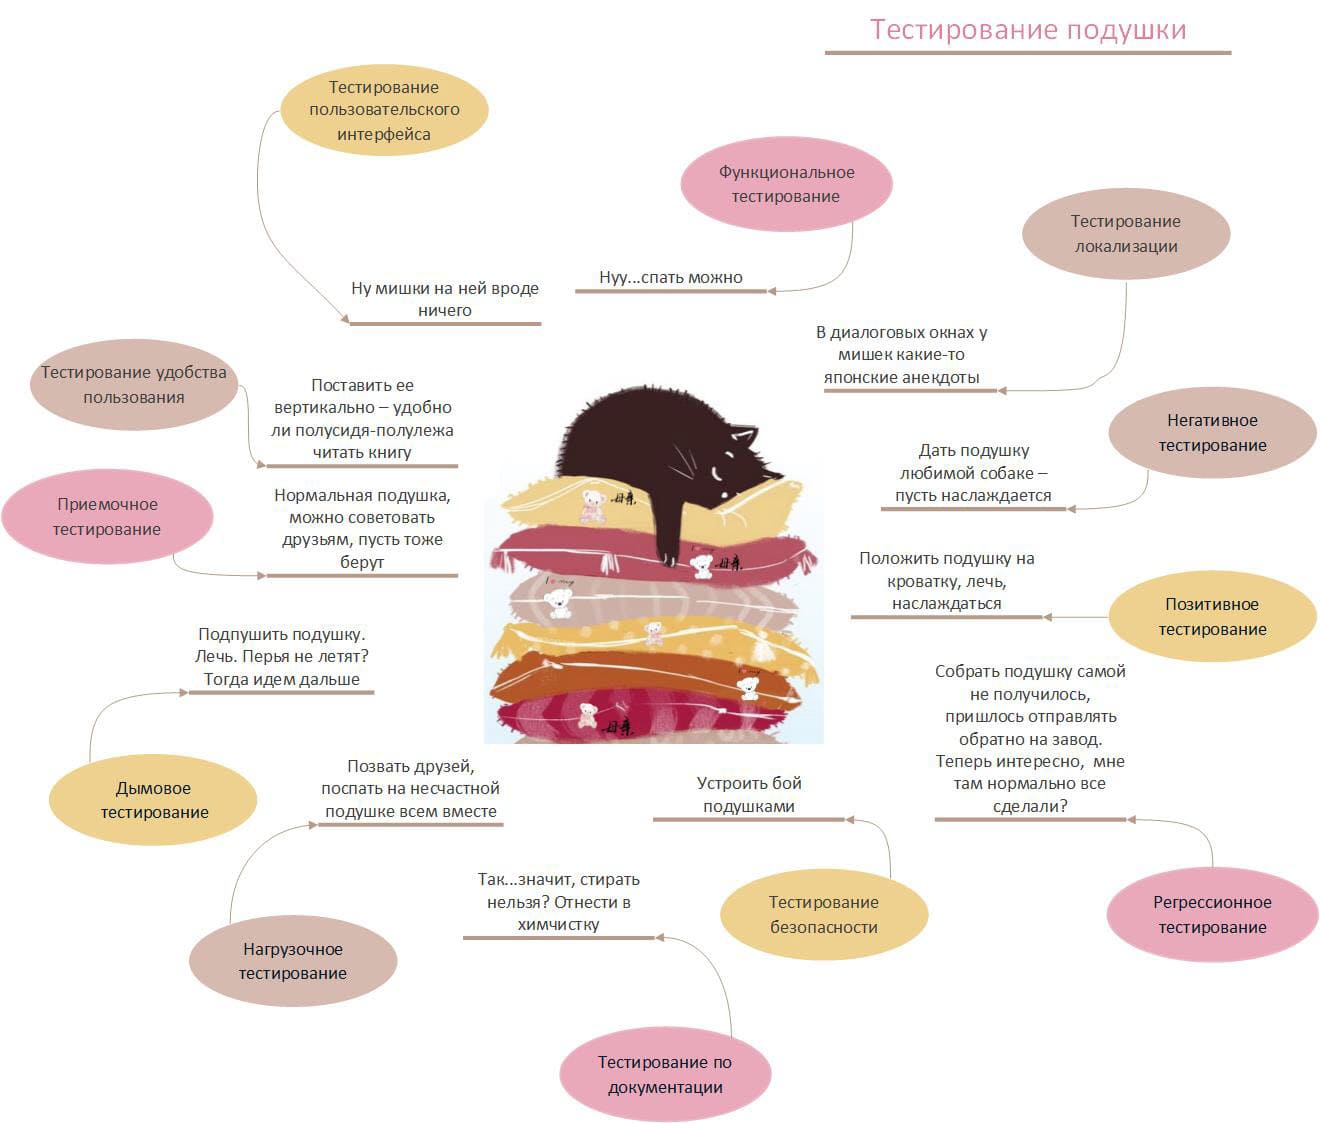 Тестирование подушки
Тестирование
пользовательского
интерфейса
Ну мишки на ней вроде
ничего
Функциональное
тестирование
Нуу...спать можно
Тестирование
локализации
В диалоговых окнах у
мишек какие-то
японские анекдоты
Тестирование удобства
пользования
Поставить ее
вертикально – удобно
ли полусидя-полулежа
читать книгу
Негативное
тестирование
Дать подушку
любимой собаке –
пусть наслаждается
Приемочное
тестирование
Нормальная подушка,
можно советовать
друзьям, пусть тоже
берут
Позитивное
тестирование
Положить подушку на
кроватку, лечь,
наслаждаться
Дымовое
тестирование
Подпушить подушку.
Лечь. Перья не летят?
Тогда идем дальше
Нагрузочное
тестирование
Позвать друзей,
поспать на несчастной
подушке всем вместе
Тестирование
безопасности
Устроить бой
подушками
Регрессионное
тестирование
Собрать подушку самой
не получилось,
пришлось отправлять
обратно на завод.
Теперь интересно, мне
там нормально все
сделали?
Тестирование по
документации
Так...значит, стирать
нельзя? Отнести в
химчистку
I my